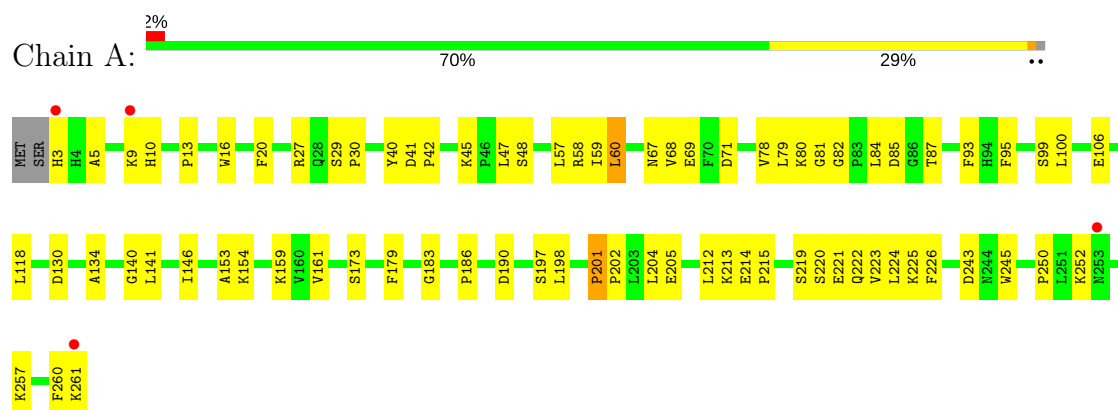 2%
Chain A:
70% 29% ••
MET SER H3 H4 A5 K9 H10 P13 W16 F20 R27 Q28 S29 P30 Y40 D41 P42 K45 P46 L47 S48 L57 R58 I59 L60 N67 V68 E69 F70 D71 V78 L79 K80 G81 G82 P83 L84 D85 G86 T87 F93 H94 F95 S99 L100 E106
L118 D130 A134 G140 L141 I146 A153 K154 K159 V160 V161 S173 F179 G183 P186 D190 S197 L198 P201 P202 L203 L204 E205 L212 K213 E214 P215 S219 S220 E221 Q222 V223 L224 K225 F226 D243 N244 W245 P250 L251 K252 N253
K257 F260 K261